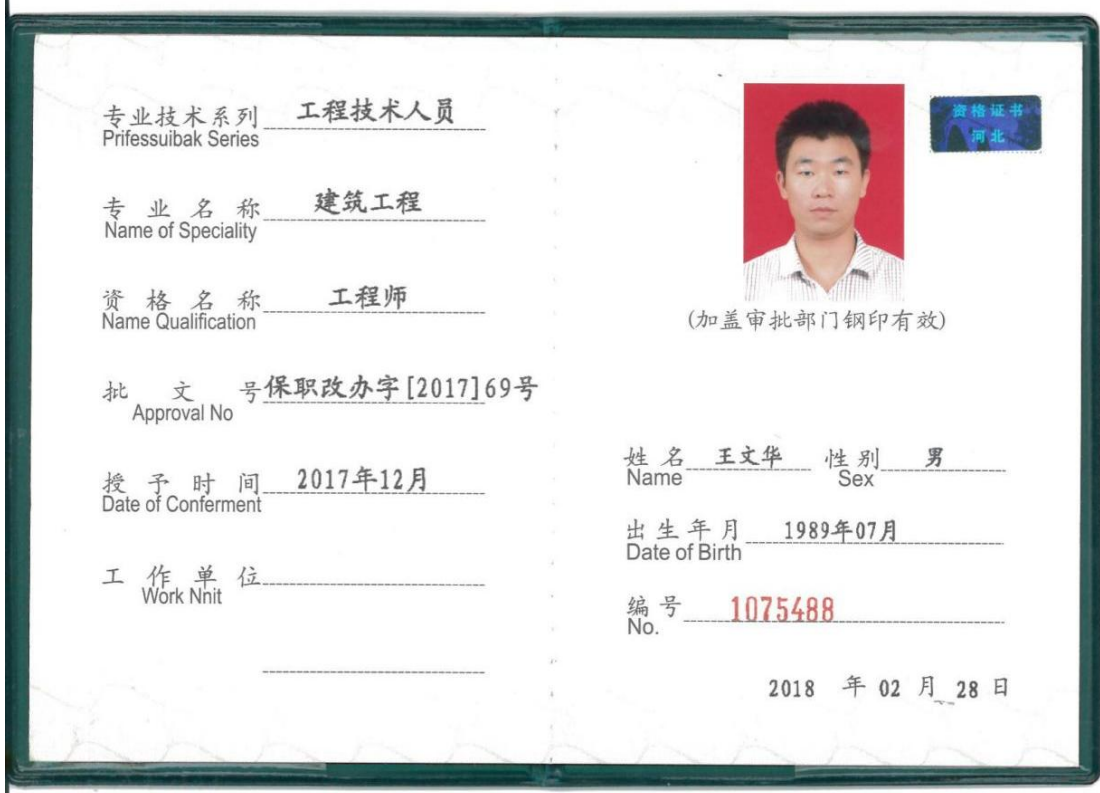 专业技术系列 工程技术人员
Prifessuibak Series
专业名称 建筑工程
Name of Speciality
资格名称 工程师
Name Qualification
批文号 保职改办字[2017]69号
Approval No
授予时间 2017年12月
Date of Conferment
工作单位
Work Nnit
资格证书
河北
(加盖审批部门钢印有效)
姓名 王文华 性别 男
Name Sex
出生年月 1989年07月
Date of Birth
编号 1075488
No.
2018 年 02 月 28 日